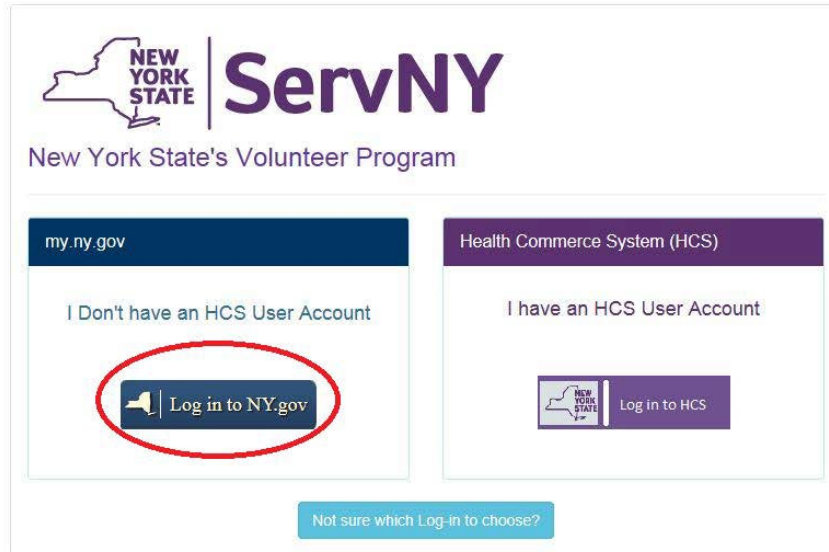 NEW
YORK
STATE
ServNY
New York State's Volunteer Program
my.ny.gov
I Don't have an HCS User Account
Log in to NY.gov
Health Commerce System (HCS)
I have an HCS User Account
NEW
YORK
STATE
Log in to HCS
Not sure which Log-in to choose?